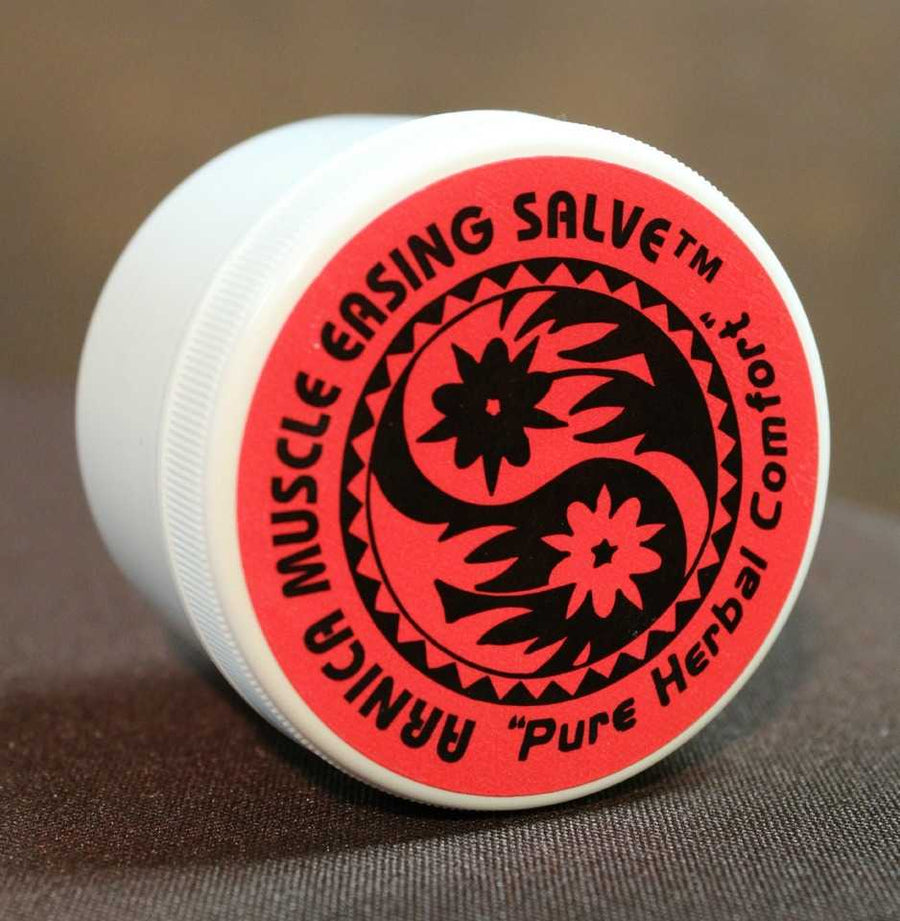 ARNICA MUSCLE EASING SALVE™
"Pure Herbal Comfort"